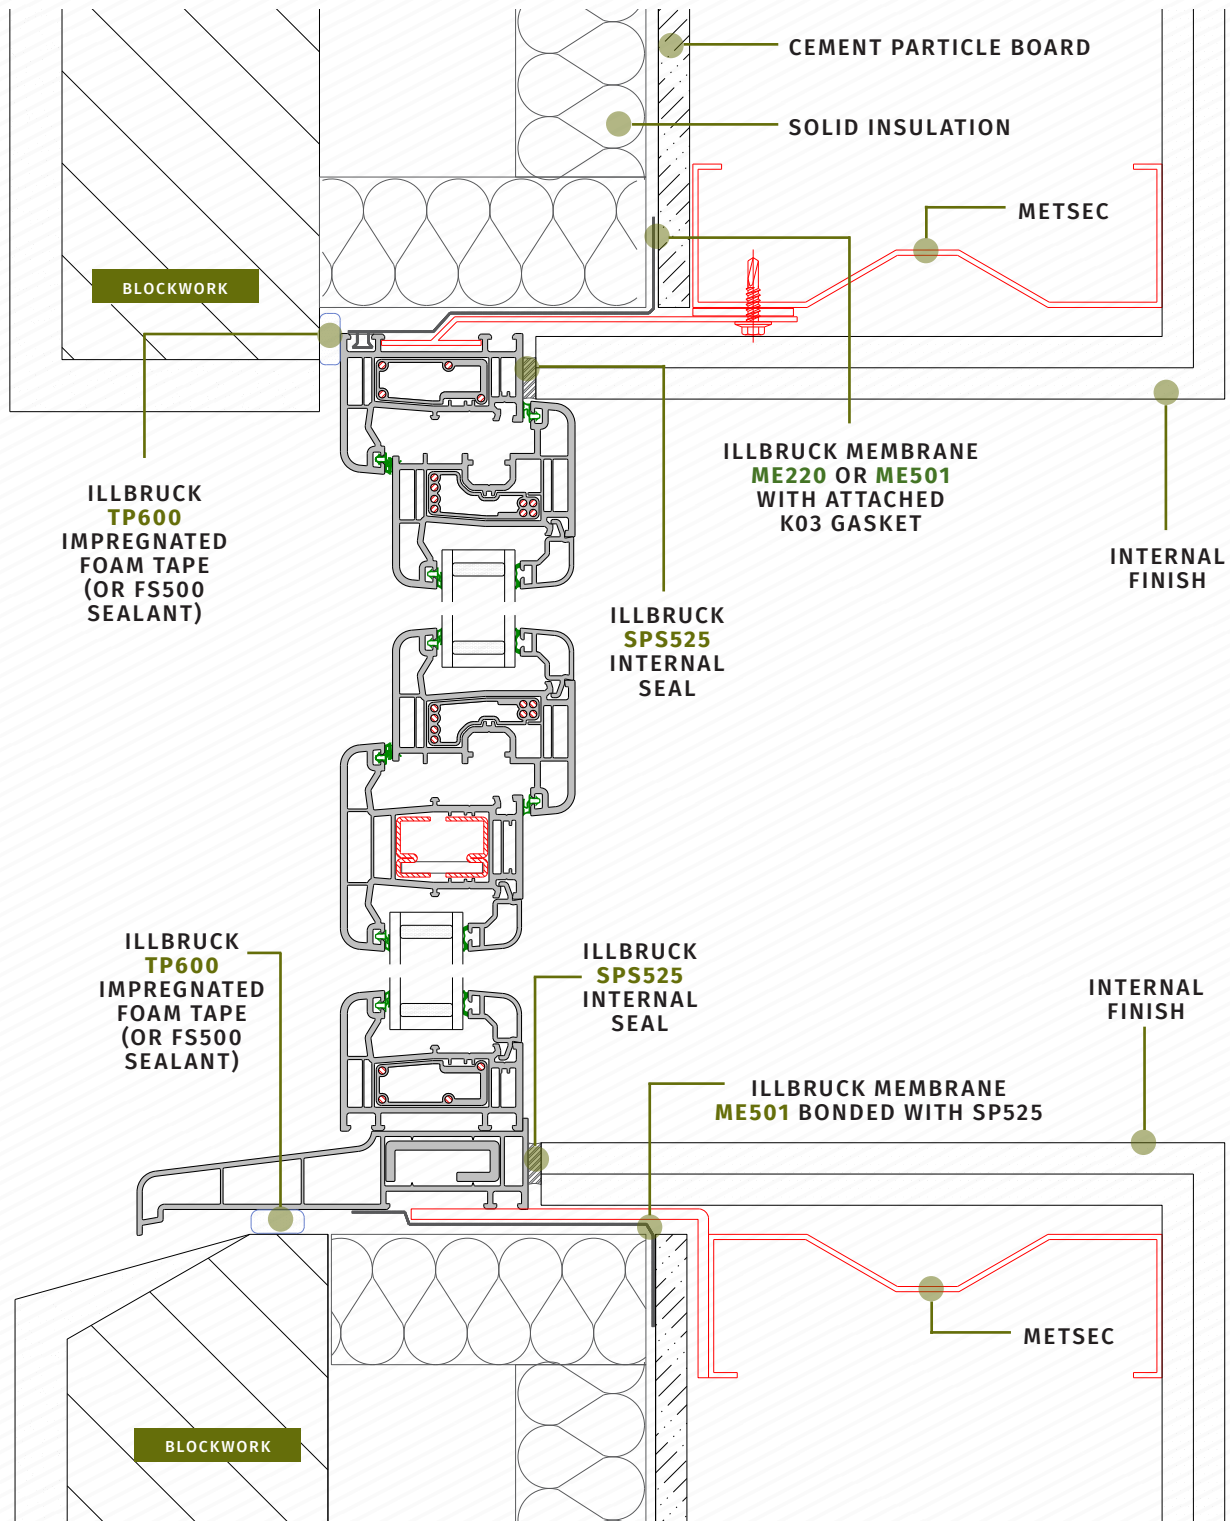 CEMENT PARTICLE BOARD
SOLID INSULATION
METSEC
BLOCKWORK
ILLBRUCK
TP600
IMPREGNATED
FOAM TAPE
(OR FS500
SEALANT)
ILLBRUCK MEMBRANE
ME220 OR ME501
WITH ATTACHED
K03 GASKET
INTERNAL
FINISH
ILLBRUCK
SPS525
INTERNAL
SEAL
ILLBRUCK
TP600
IMPREGNATED
FOAM TAPE
(OR FS500
SEALANT)
ILLBRUCK
SPS525
INTERNAL
SEAL
INTERNAL
FINISH
ILLBRUCK MEMBRANE
ME501 BONDED WITH SP525
METSEC
BLOCKWORK